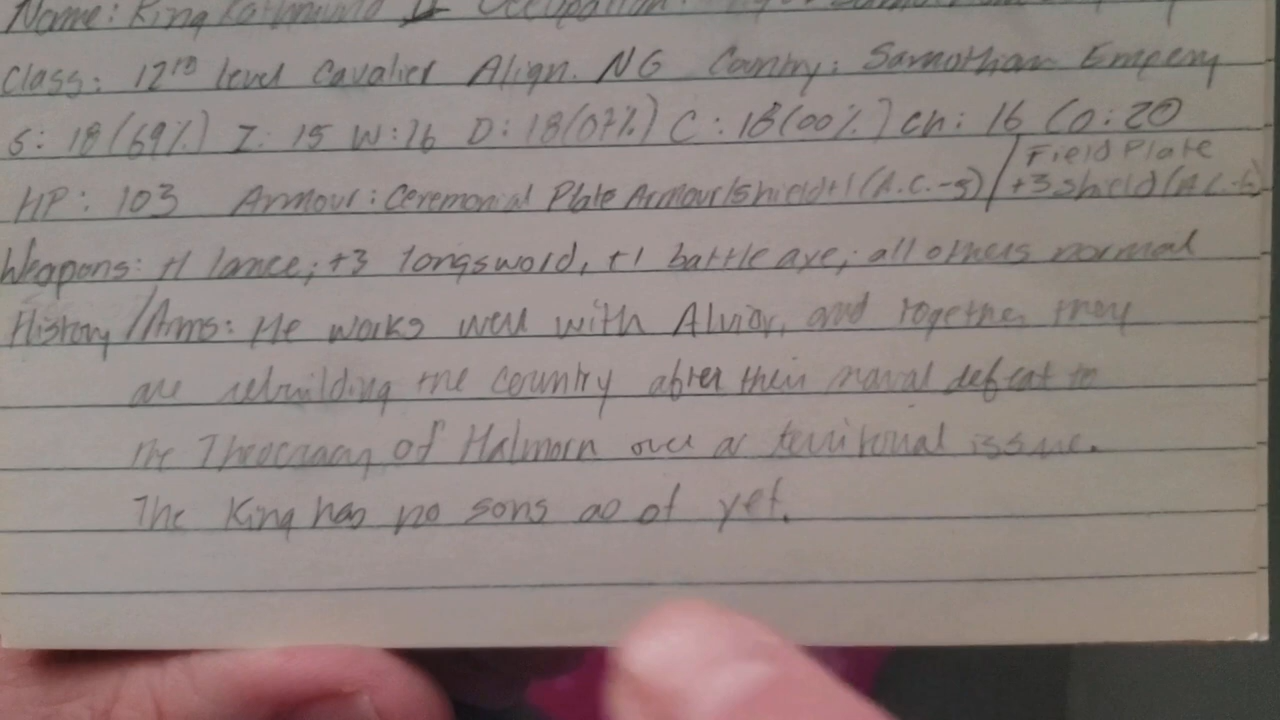 Name: King II Occupation:
Class: 12th level Cavalier Align. NG Country: Samothian Empery
S: 18(69%) I: 15 W: 16 D: 18(07%) C: 18(00%) Ch: 16 Co: 20
Field Plate
HP: 103 Armour: Ceremonial Plate Armour/Shield+1 (A.C.-5) / +3 Shield (A.C.-6)
Weapons: +1 lance; +3 longsword, +1 battle axe; all others normal
History/Arms: He works well with Alvior, and together they
are rebuilding the country after their naval defeat to
the Theocracy of Halmorn over a territorial issue.
The King has no sons as of yet.